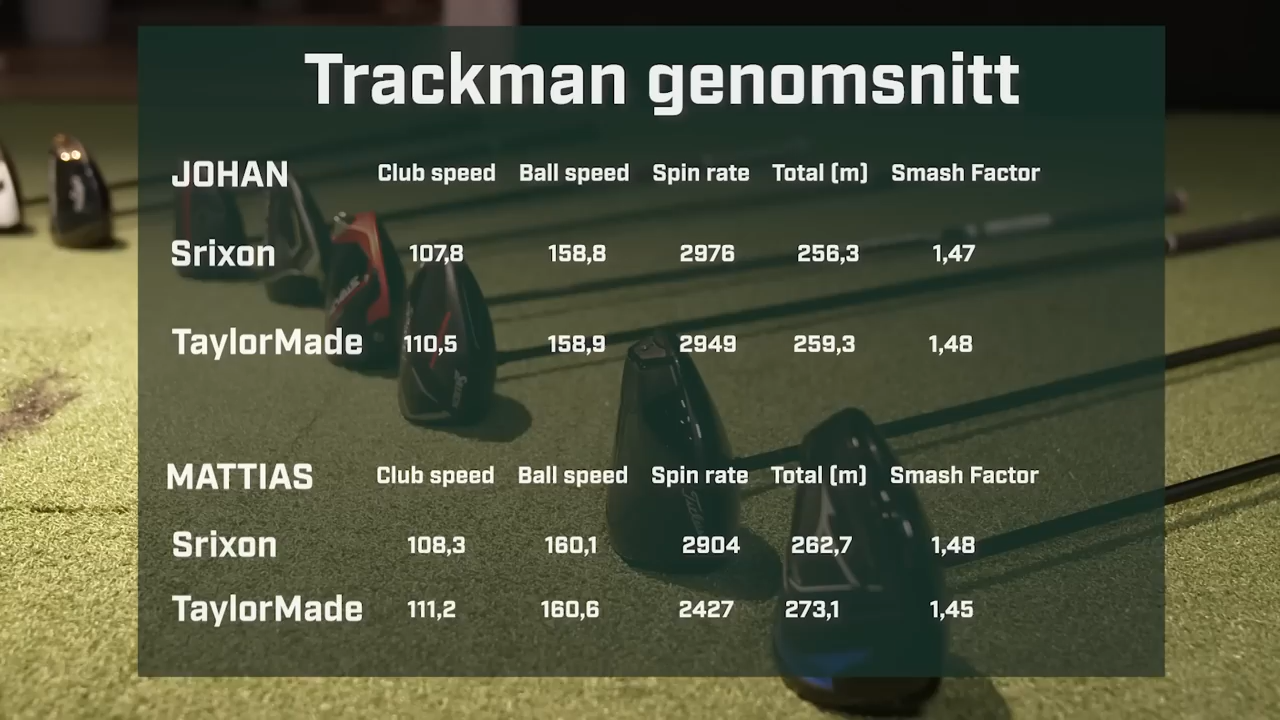 Trackman genomsnitt
JOHAN Club speed Ball speed Spin rate Total (m) Smash Factor
Srixon 107,8 158,8 2976 256,3 1,47
TaylorMade 110,5 158,9 2949 259,3 1,48
MATTIAS Club speed Ball speed Spin rate Total (m) Smash Factor
Srixon 108,3 160,1 2904 262,7 1,48
TaylorMade 111,2 160,6 2427 273,1 1,45